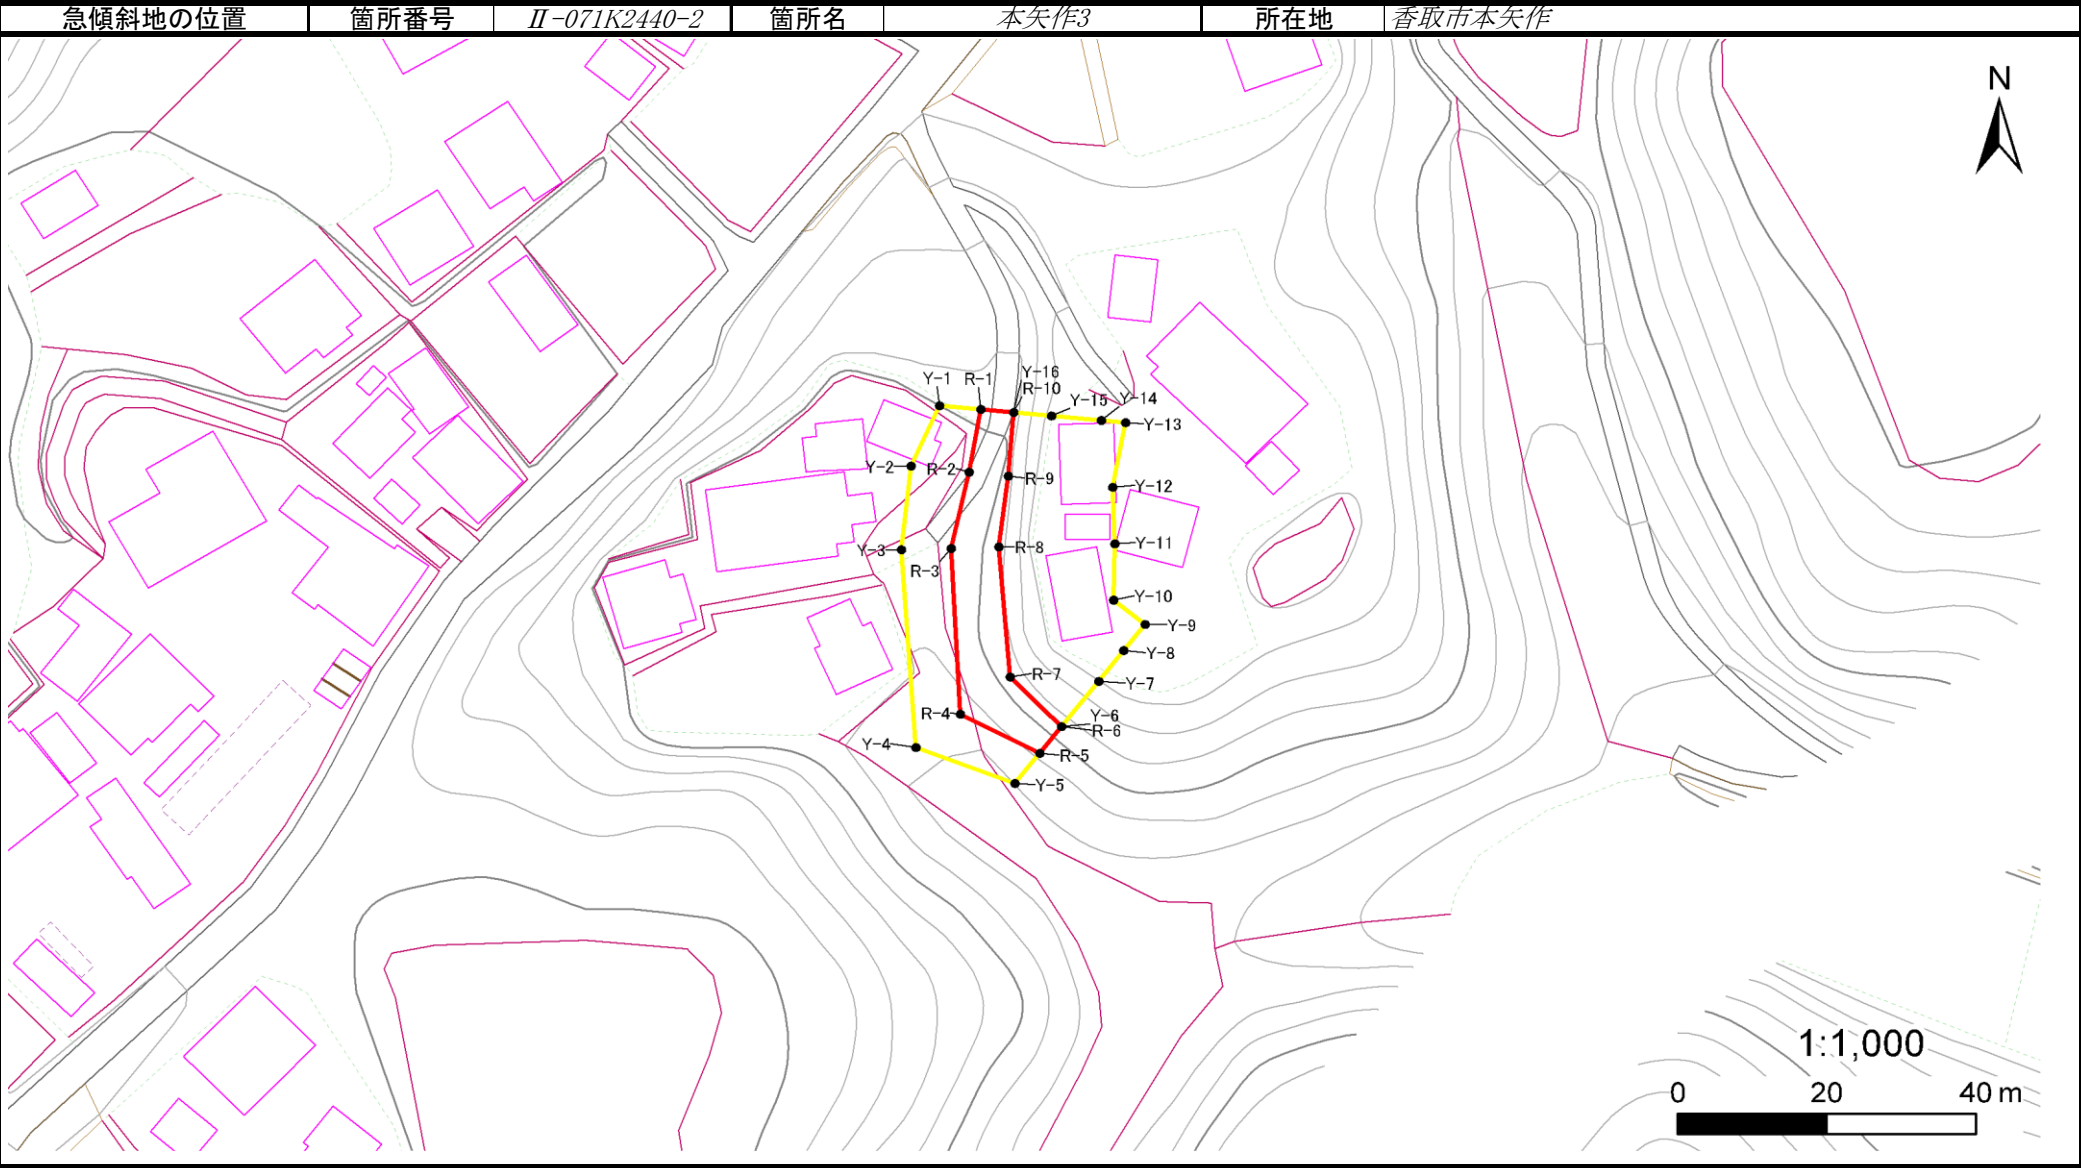 急傾斜地の位置 箇所番号 Ⅱ-071K2440-2 箇所名 本矢作3 所在地 香取市本矢作
N
Y-1 R-1 Y-16
R-10
Y-15 Y-14
Y-13
Y-2 R-2 R-9 Y-12
Y-3 R-3 R-8 Y-11
Y-10
Y-9
Y-8
R-7 Y-7
R-4 Y-6
R-6
Y-4 R-5
Y-5
1:1,000
0 20 40 m